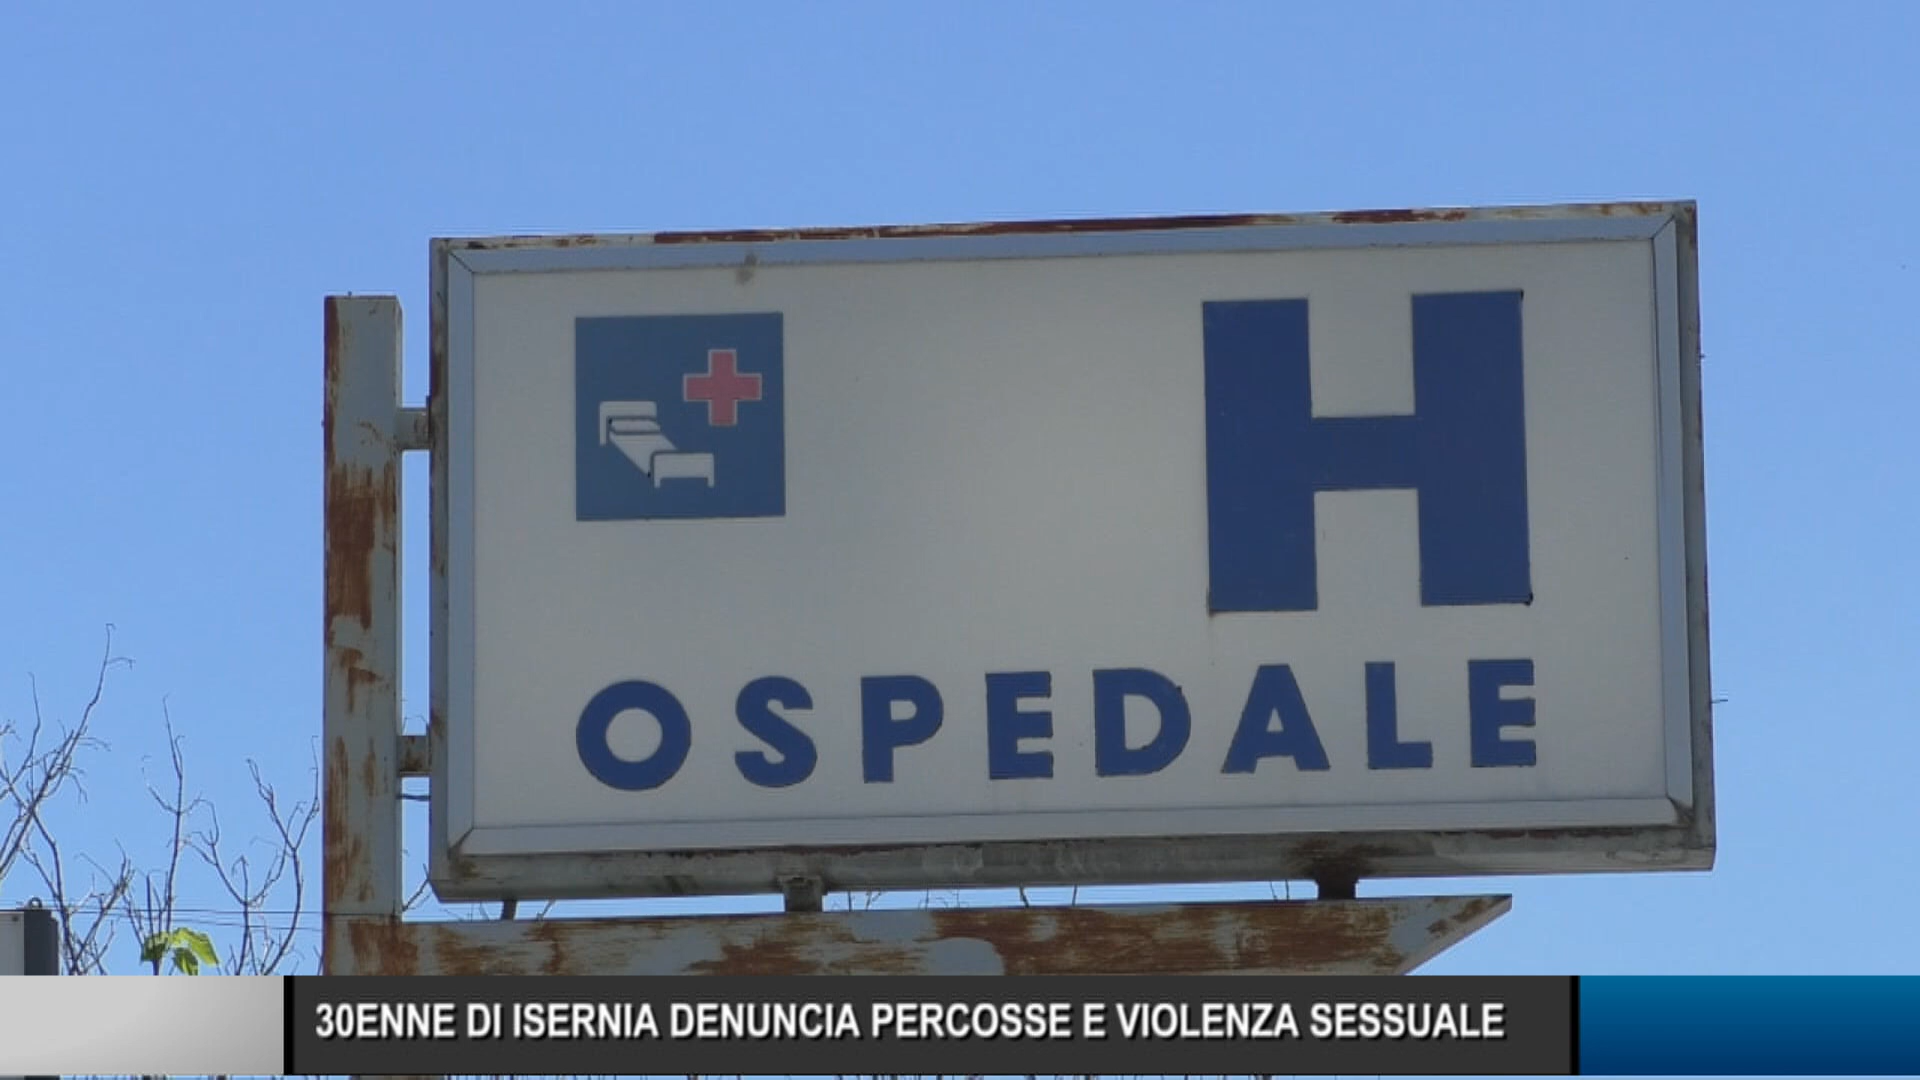 H
OSPEDALE
30ENNE DI ISERNIA DENUNCIA PERCOSSE E VIOLENZA SESSUALE